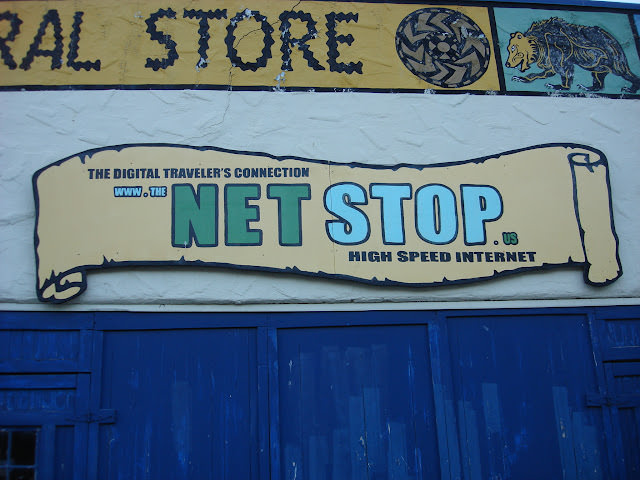 RAL STORE
THE DIGITAL TRAVELER'S CONNECTION
WWW.THE NET STOP.US
HIGH SPEED INTERNET